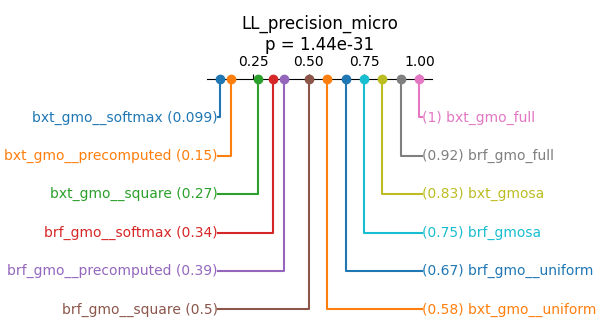 LL_precision_micro
p = 1.44e-31
0.25 0.50 0.75 1.00
bxt_gmo__softmax (0.099) (1) bxt_gmo_full
bxt_gmo__precomputed (0.15) (0.92) brf_gmo_full
bxt_gmo__square (0.27) (0.83) bxt_gmosa
brf_gmo__softmax (0.34) (0.75) brf_gmosa
brf_gmo__precomputed (0.39) (0.67) brf_gmo__uniform
brf_gmo__square (0.5) (0.58) bxt_gmo__uniform